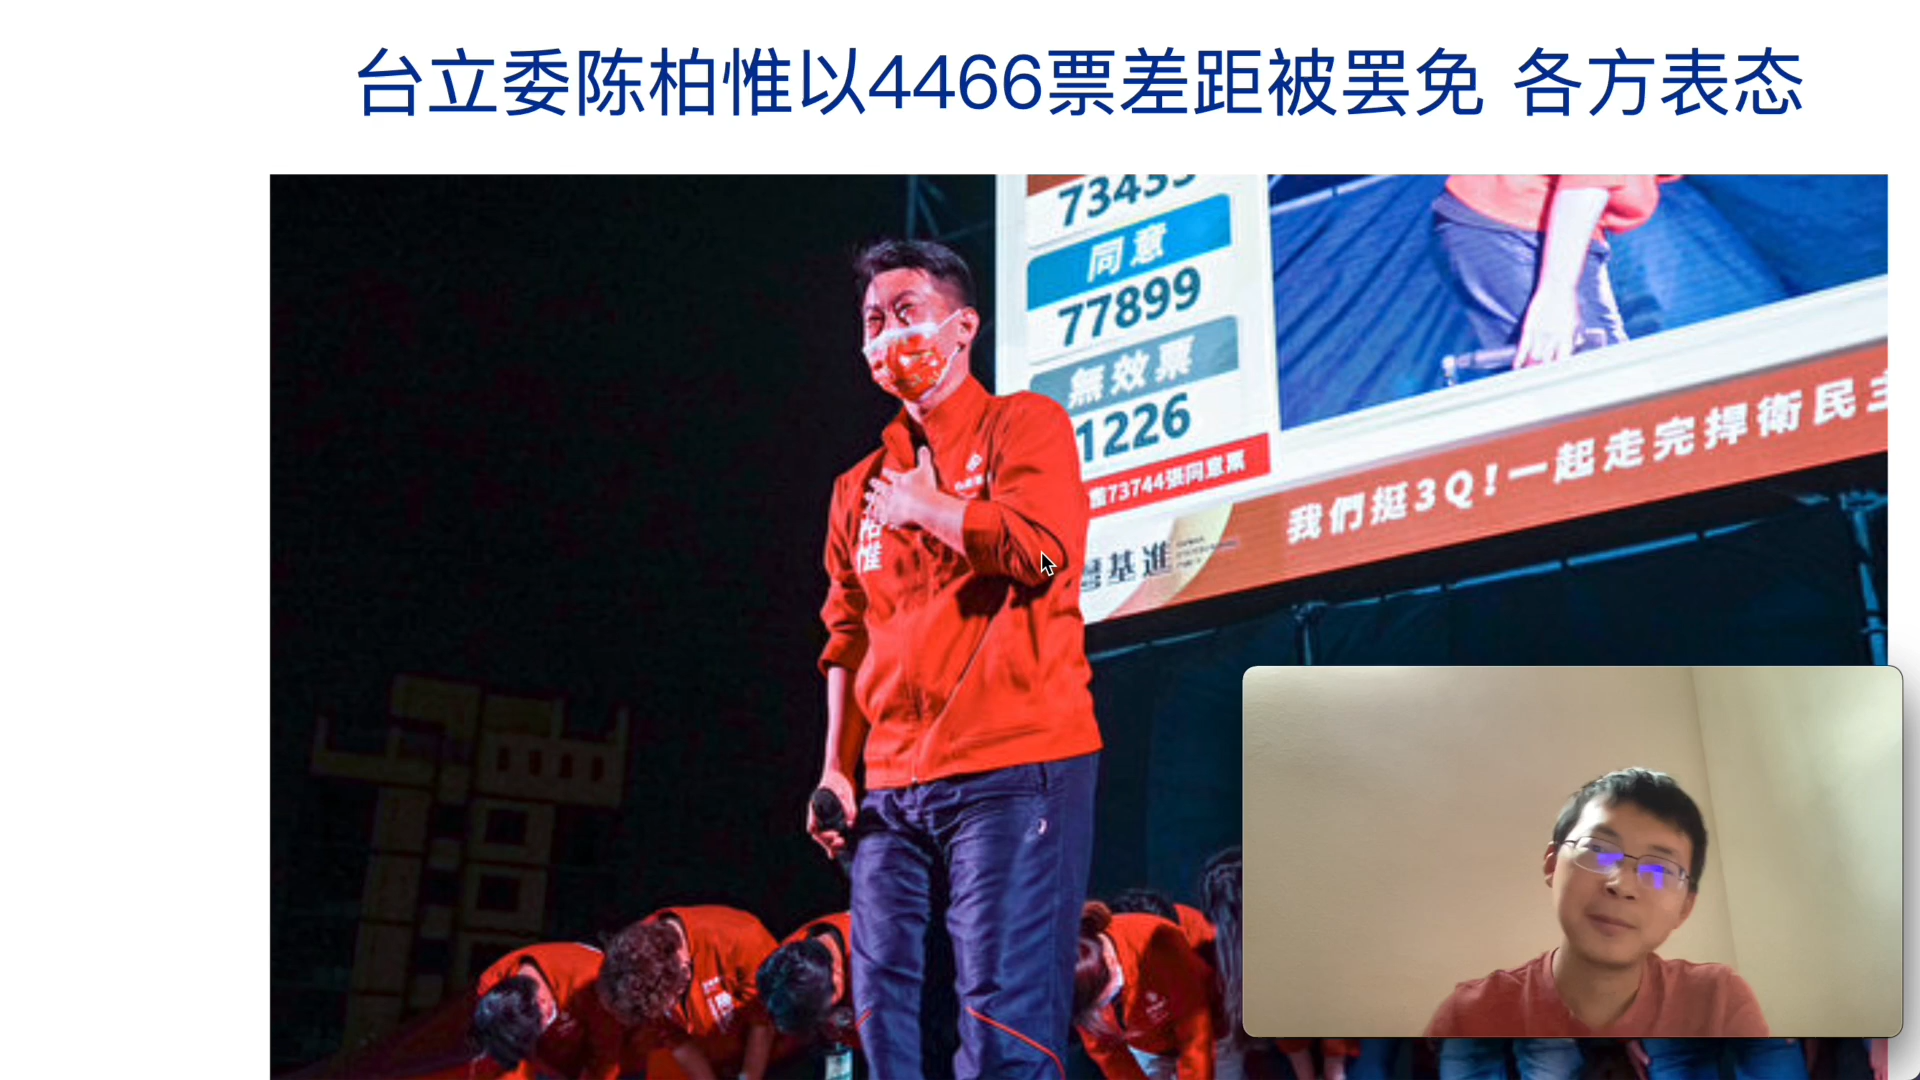 台立委陈柏惟以4466票差距被罢免 各方表态
同意
77899
無效票
1226
73744張同意票
我們挺3Q!一起走完捍衛民主
基進
柏惟